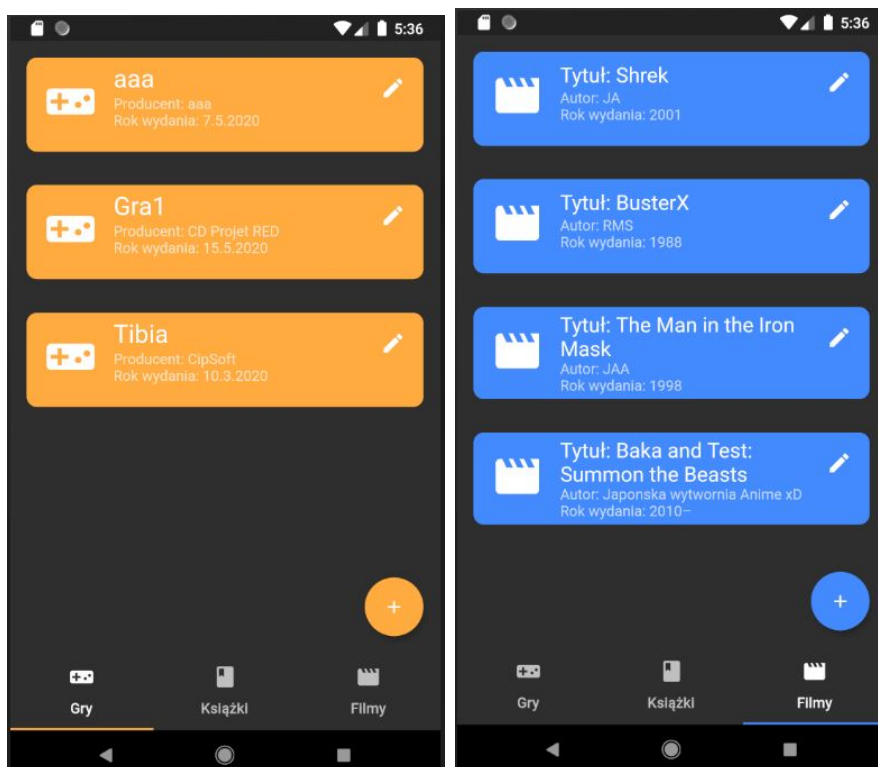 5:36
aaa
Producent: aaa
Rok wydania: 7.5.2020
Gra1
Producent: CD Projet RED
Rok wydania: 15.5.2020
Tibia
Producent: CipSoft
Rok wydania: 10.3.2020
+
Gry Książki Filmy
5:36
Tytuł: Shrek
Autor: JA
Rok wydania: 2001
Tytuł: BusterX
Autor: RMS
Rok wydania: 1988
Tytuł: The Man in the Iron
Mask
Autor: JAA
Rok wydania: 1998
Tytuł: Baka and Test:
Summon the Beasts
Autor: Japonska wytwornia Anime xD
Rok wydania: 2010–
+
Gry Książki Filmy